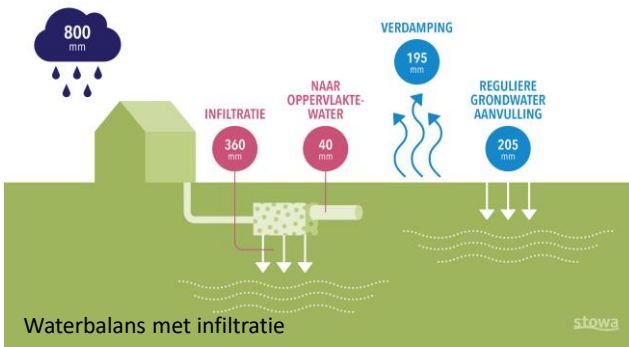 800
mm
INFILTRATIE
360
mm
NAAR
OPPERVLAKTE-
WATER
40
mm
VERDAMPING
195
mm
REGULIERE
GRONDWATER
AANVULLING
205
mm
Waterbalans met infiltratie
stowa